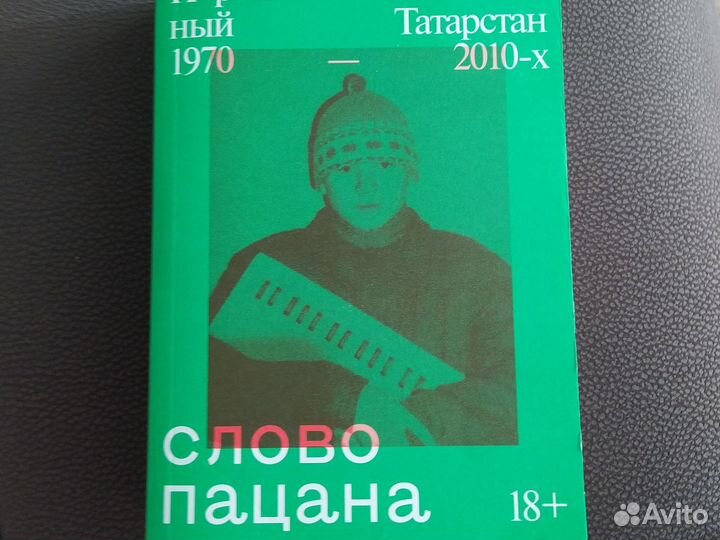 ный Татарстан
1970 — 2010-х
слово
пацана
18+
Avito